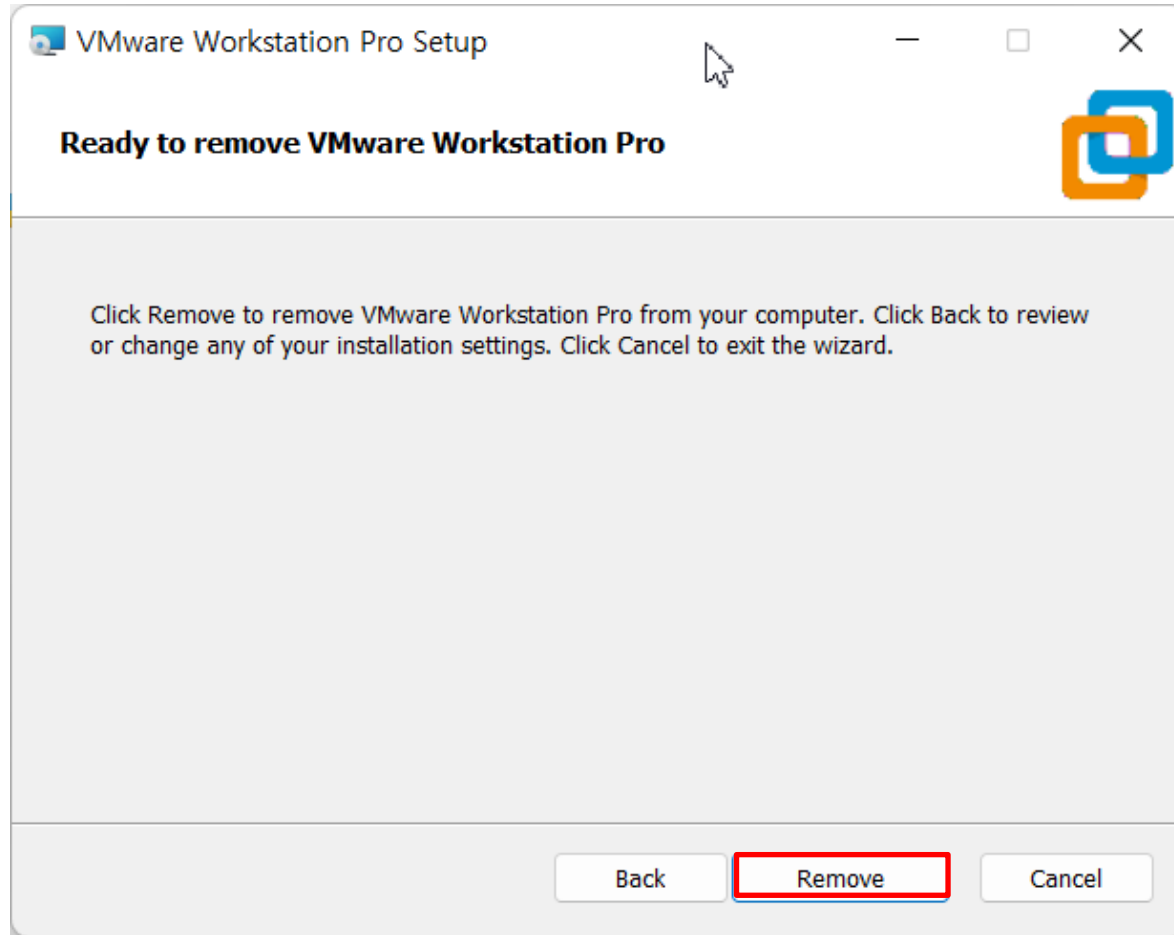 VMware Workstation Pro Setup
Ready to remove VMware Workstation Pro
Click Remove to remove VMware Workstation Pro from your computer. Click Back to review
or change any of your installation settings. Click Cancel to exit the wizard.
Back Remove Cancel